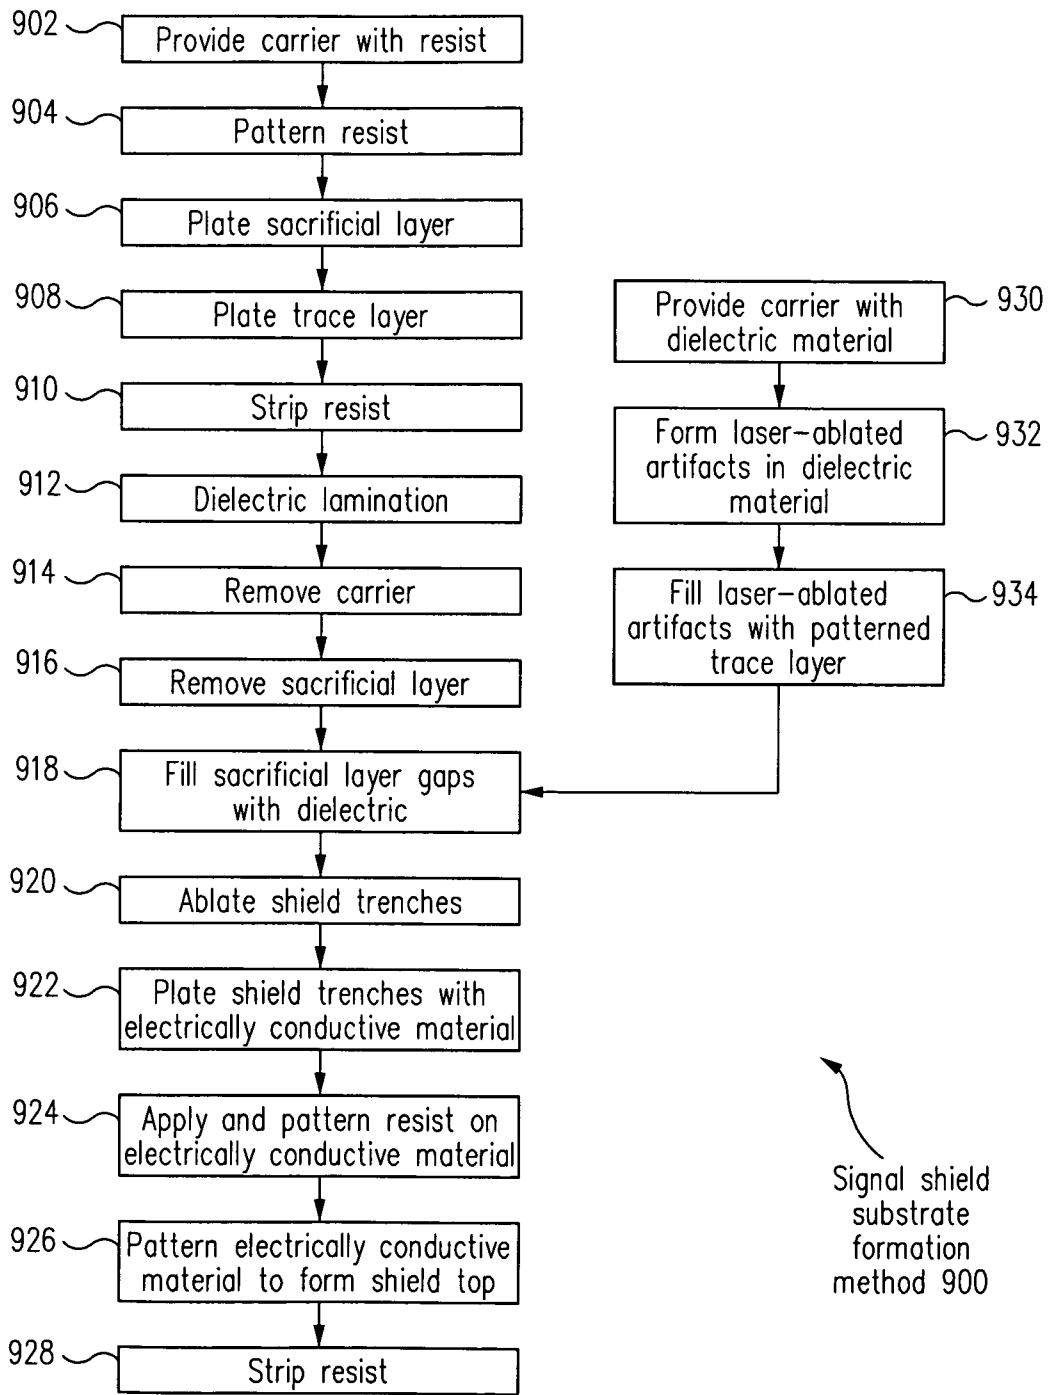 902
Provide carrier with resist
904
Pattern resist
906
Plate sacrificial layer
908
Plate trace layer
910
Strip resist
912
Dielectric lamination
914
Remove carrier
916
Remove sacrificial layer
918
Fill sacrificial layer gaps
with dielectric
920
Ablate shield trenches
922
Plate shield trenches with
electrically conductive material
924
Apply and pattern resist on
electrically conductive material
926
Pattern electrically conductive
material to form shield top
928
Strip resist
Provide carrier with
dielectric material
930
Form laser-ablated
artifacts in dielectric
material
932
Fill laser-ablated
artifacts with patterned
trace layer
934
Signal shield
substrate
formation
method 900